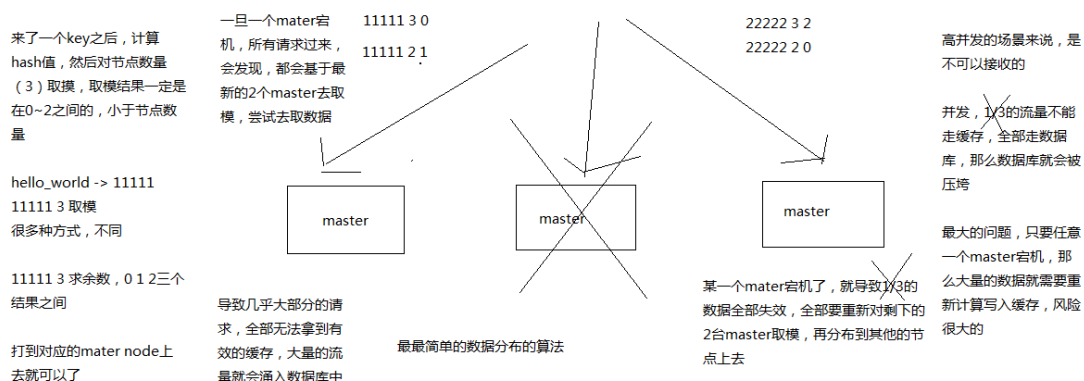 来了一个key之后，计算
hash值，然后对节点数量
（3）取摸，取模结果一定是
在0~2之间的，小于节点数
量
hello_world -> 11111
11111 3 取模
很多种方式，不同
11111 3 求余数，0 1 2三个
结果之间
打到对应的mater node上
去就可以了
一旦一个mater宕
机，所有请求过来，
会发现，都会基于最
新的2个master去取
模，尝试去取数据
11111 3 0
11111 2 1
22222 3 2
22222 2 0
master
master
master
导致几乎大部分的请
求，全部无法拿到有
效的缓存，大量的流
量就会涌入数据库中
最最简单的数据分布的算法
某一个mater宕机了，就导致1/3的
数据全部失效，全部要重新对剩下的
2台master取模，再分布到其他的节
点上去
高并发的场景来说，是
不可以接收的
并发，1/3的流量不能
走缓存，全部走数据
库，那么数据库就会被
压垮
最大的问题，只要任意
一个master宕机，那
么大量的数据就需要重
新计算写入缓存，风险
很大的